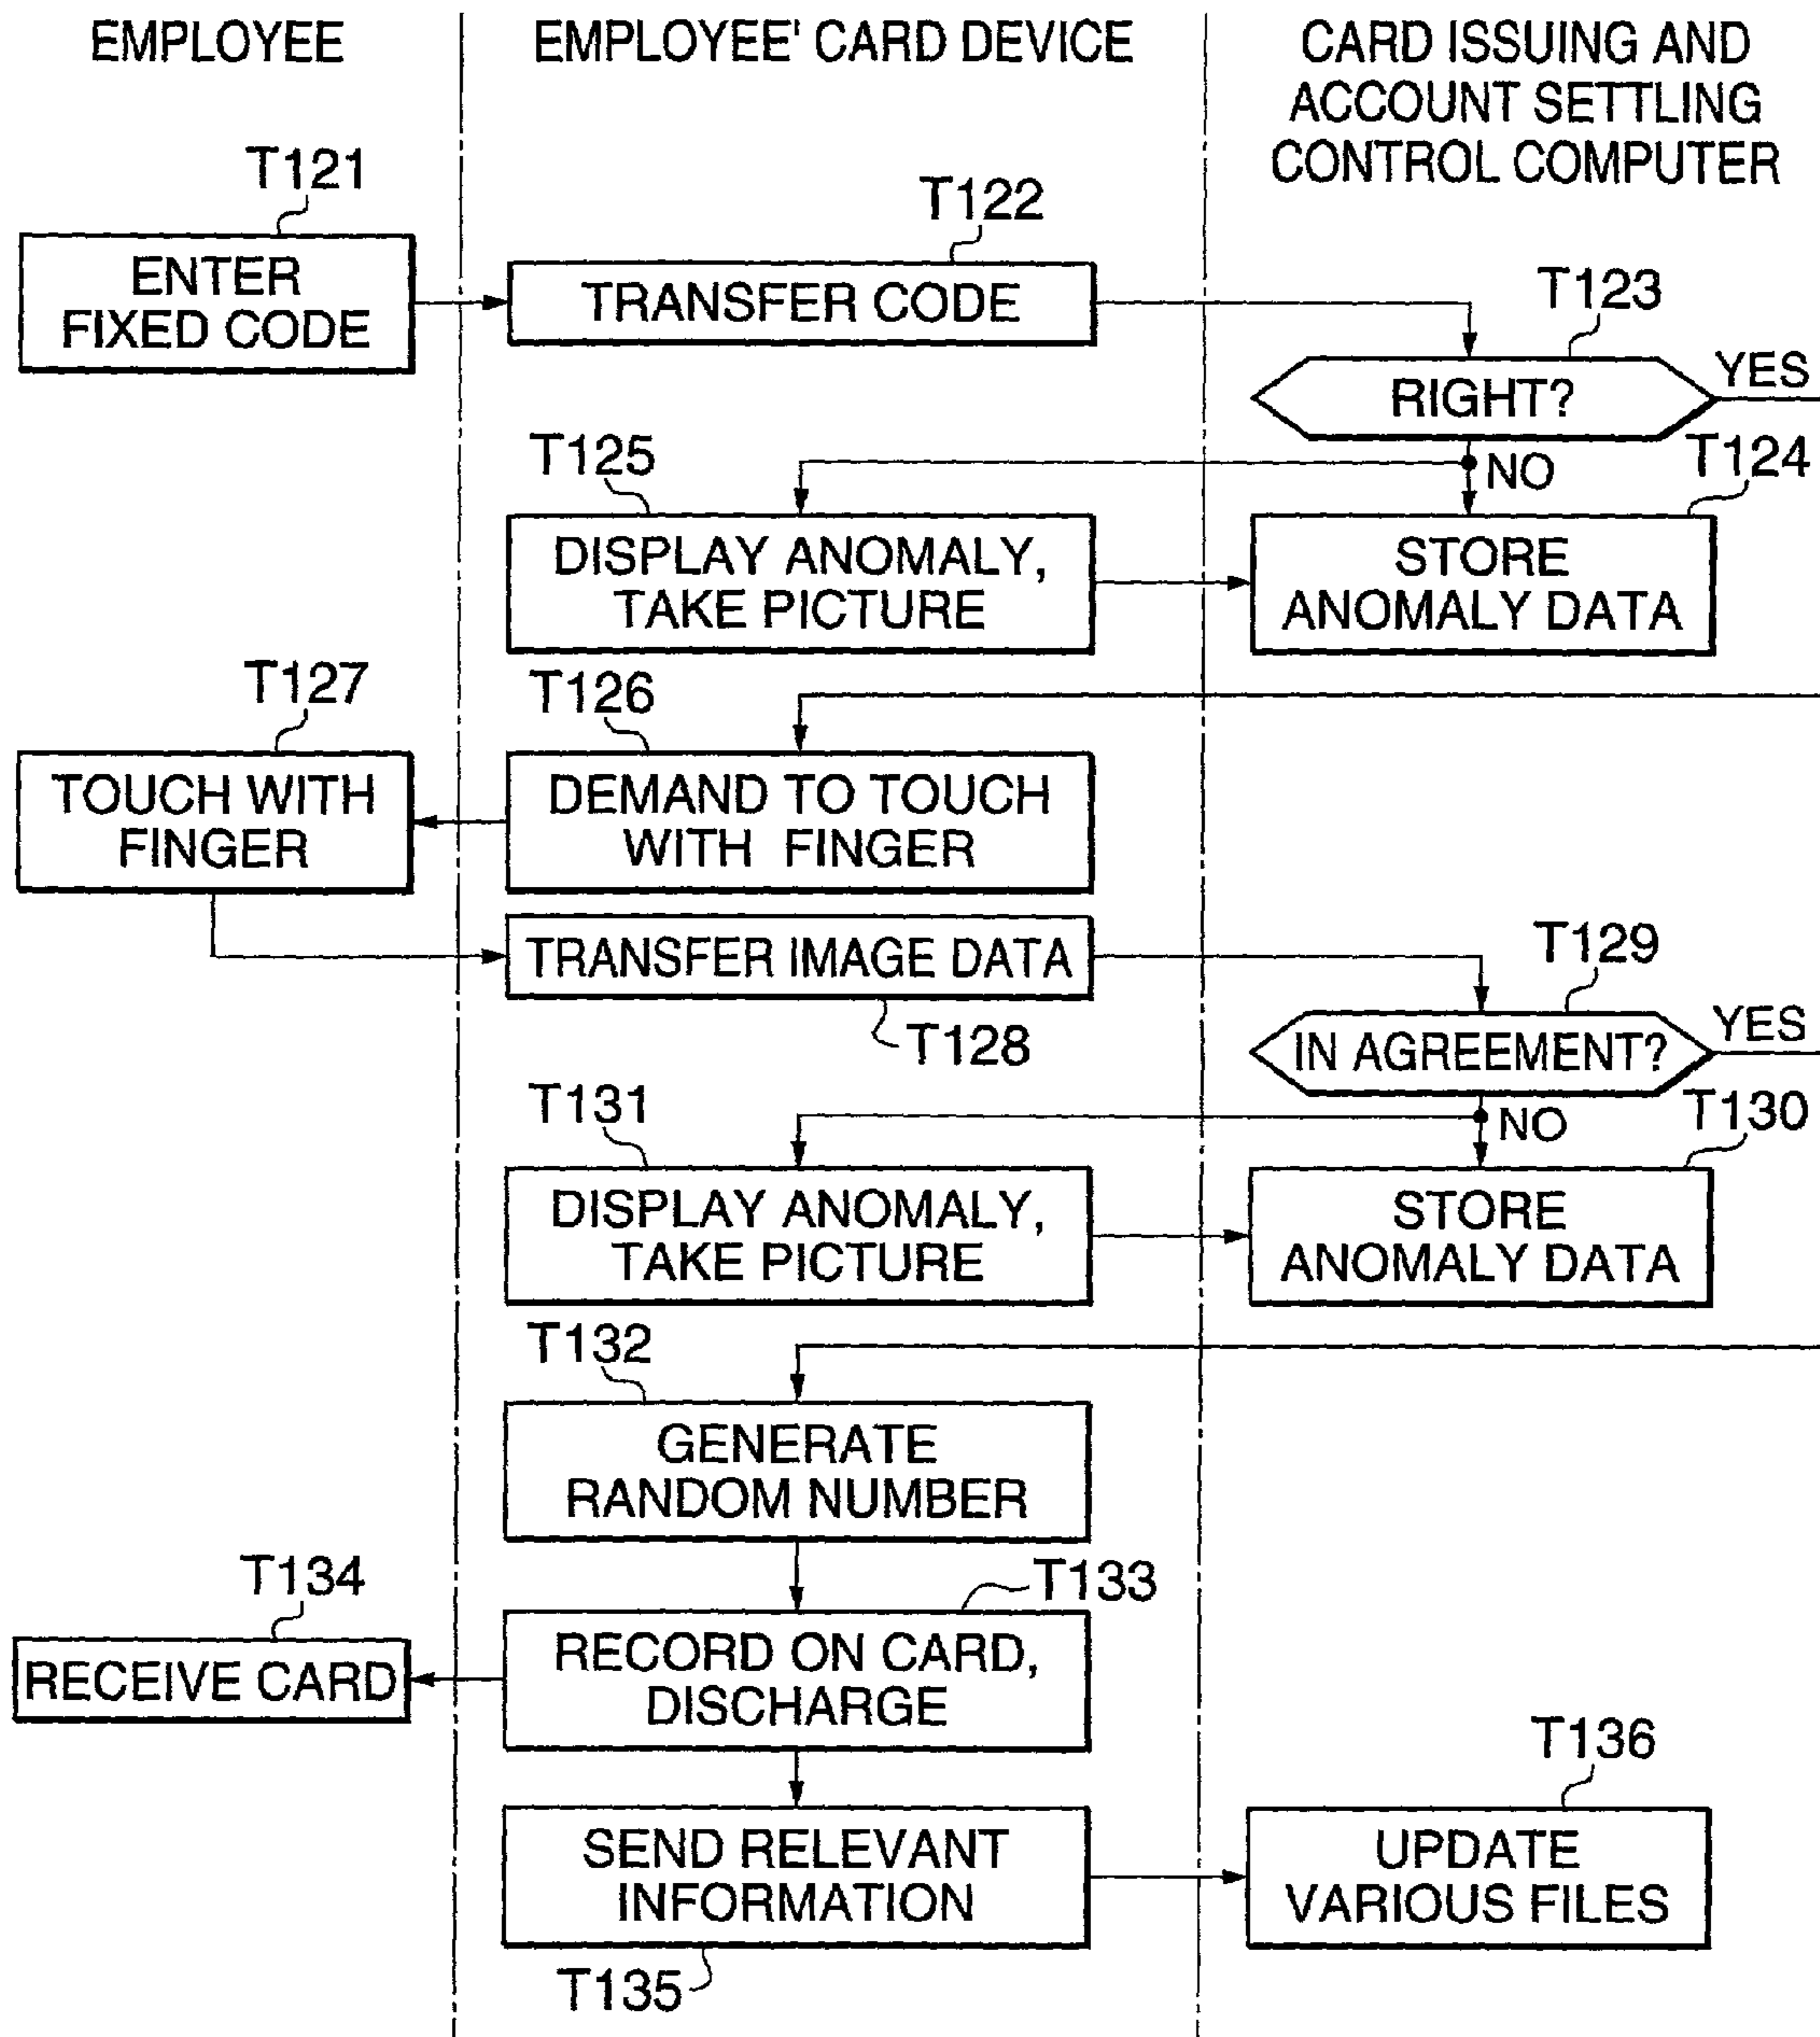 EMPLOYEE
EMPLOYEE' CARD DEVICE
CARD ISSUING AND
ACCOUNT SETTLING
CONTROL COMPUTER
T121
ENTER
FIXED CODE
T122
TRANSFER CODE
T123
RIGHT?
YES
NO
T125
DISPLAY ANOMALY,
TAKE PICTURE
T124
STORE
ANOMALY DATA
T127
TOUCH WITH
FINGER
T126
DEMAND TO TOUCH
WITH FINGER
TRANSFER IMAGE DATA
T128
T129
IN AGREEMENT?
YES
NO
T131
DISPLAY ANOMALY,
TAKE PICTURE
T130
STORE
ANOMALY DATA
T132
GENERATE
RANDOM NUMBER
T134
RECEIVE CARD
T133
RECORD ON CARD,
DISCHARGE
SEND RELEVANT
INFORMATION
T135
T136
UPDATE
VARIOUS FILES